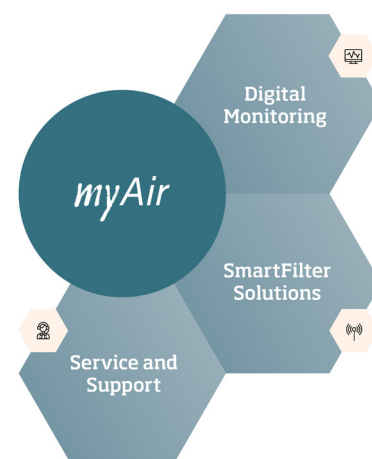 Digital
Monitoring
myAir
SmartFilter
Solutions
Service and
Support